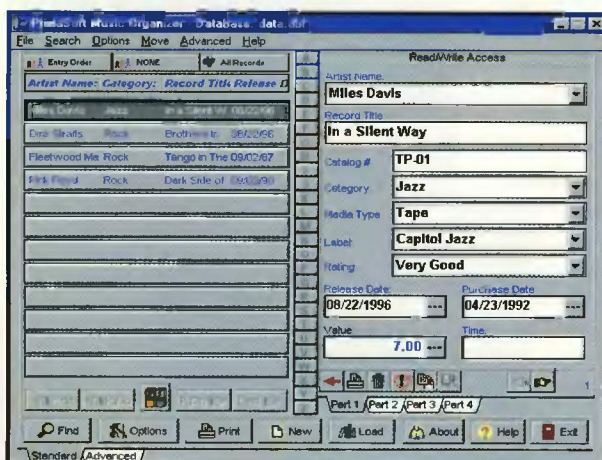 PrimaSoft Music Organizer - Database: data.dbf
File Search Options Move Advanced Help
Entry Order NONE All Records
Artist Name: Category: Record Title Release D
Miles Davis Jazz In a Silent W 08/22/96
Dire Straits Rock Brothers In 08/22/96
Fleetwood Ma Rock Tango in The 09/02/87
Pink Floyd Rock Dark Side of
Read/Write Access
Artist Name:
Miles Davis
Record Title
In a Silent Way
Catalog # TP-01
Category Jazz
Media Type Tape
Label: Capitol Jazz
Rating Very Good
Release Date: Purchase Date
08/22/1996 --- 04/23/1992 ---
Value Time:
7.00 ---
1
Part 1 Part 2 Part 3 Part 4
Find Options Print New Load About Help Exit
Standard Advanced